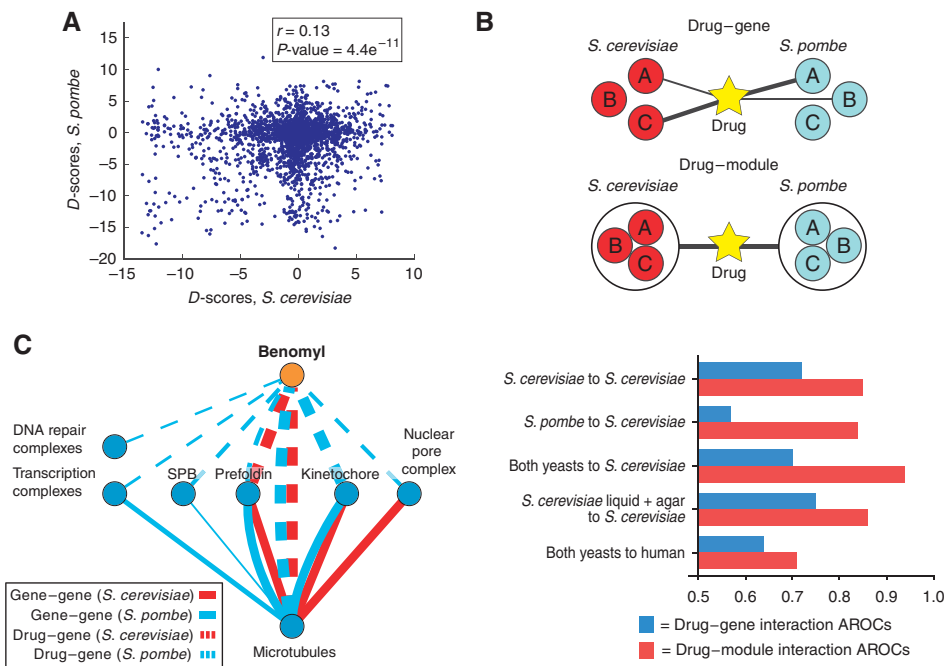 A
15
10
5
0
−5
−10
−15
−20
−15
−10
−5
0
5
10
D-scores, S. pombe
D-scores, S. cerevisiae
r = 0.13
P-value = 4.4e−11
B
Drug–gene
S. cerevisiae
S. pombe
A
B
C
Drug
A
B
C
Drug–module
S. cerevisiae
S. pombe
A
B
C
Drug
A
B
C
C
Benomyl
DNA repair
complexes
Transcription
complexes
SPB
Prefoldin
Kinetochore
Nuclear
pore
complex
Microtubules
Gene–gene (S. cerevisiae)
Gene–gene (S. pombe)
Drug–gene (S. cerevisiae)
Drug–gene (S. pombe)
S. cerevisiae to S. cerevisiae
S. pombe to S. cerevisiae
Both yeasts to S. cerevisiae
S. cerevisiae liquid + agar
to S. cerevisiae
Both yeasts to human
0.5
0.6
0.7
0.8
0.9
1.0
= Drug–gene interaction AROCs
= Drug–module interaction AROCs